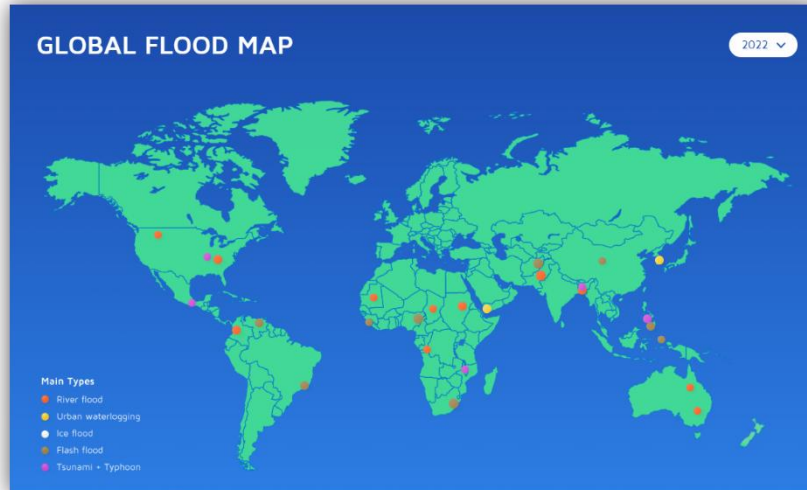 GLOBAL FLOOD MAP
2022
Main Types
River flood
Urban waterlogging
Ice flood
Flash flood
Tsunami + Typhoon